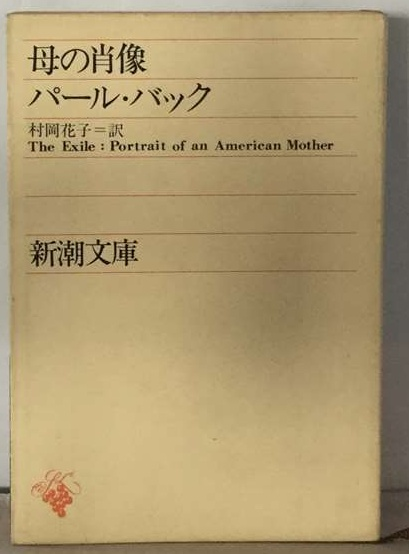 母の肖像
パール・バック
村岡花子=訳
The Exile : Portrait of an American Mother
新潮文庫